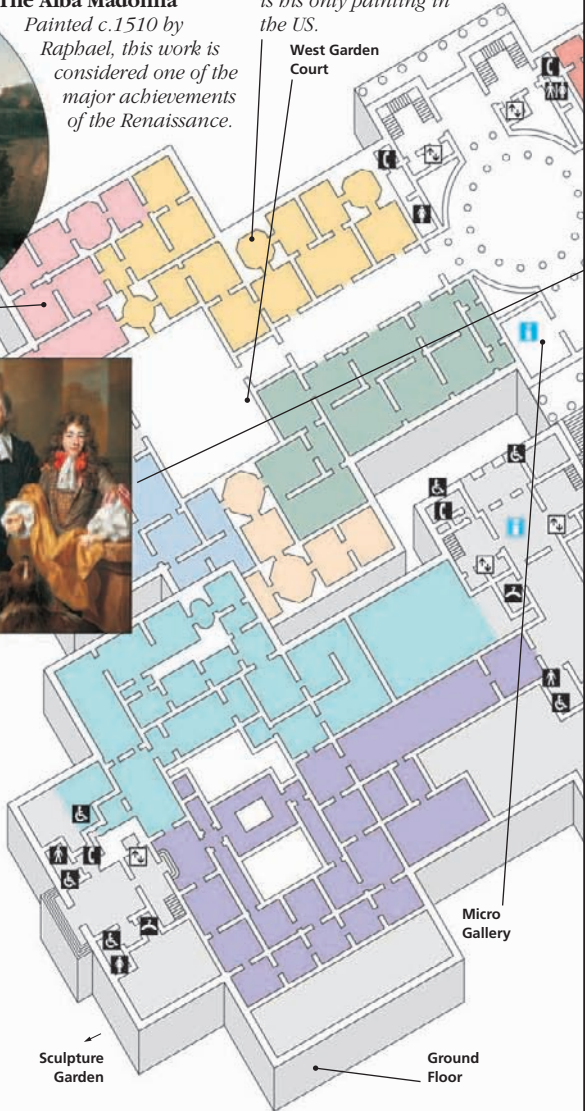 The Alba Madonna
Painted c.1510 by
Raphael, this work is
considered one of the
major achievements
of the Renaissance.
is his only painting in
the US.
West Garden
Court
Micro
Gallery
Sculpture
Garden
Ground
Floor